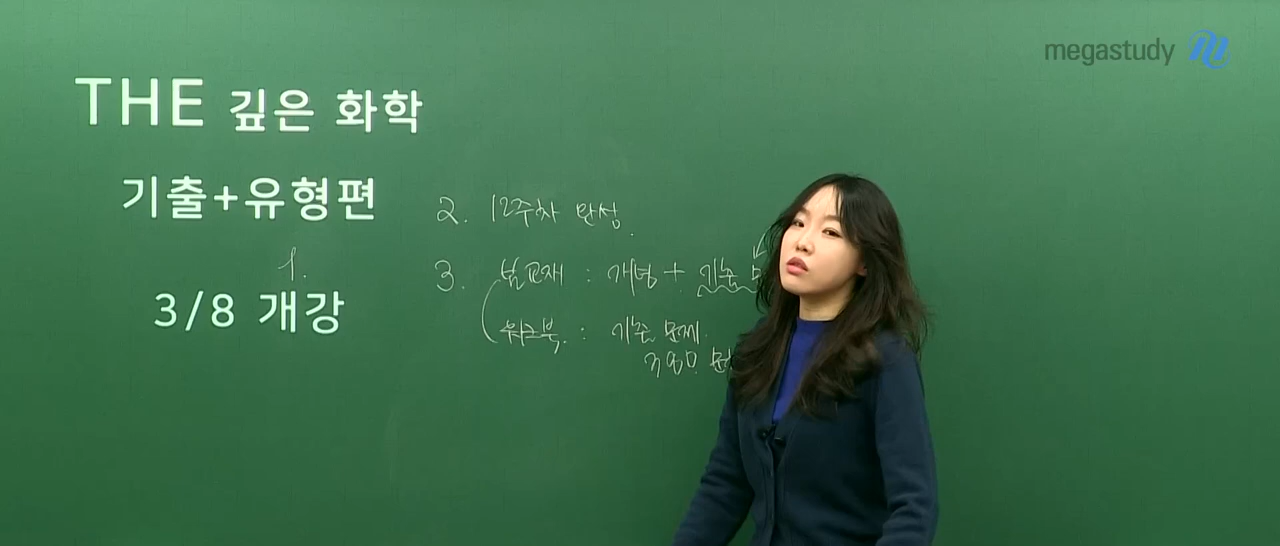 megastudy
THE 깊은 화학
기출+유형편
1.
3/8 개강
2. 12주차 완성.
3. 본교재 : 개념 + 기출
워크북. : 기출 문제.